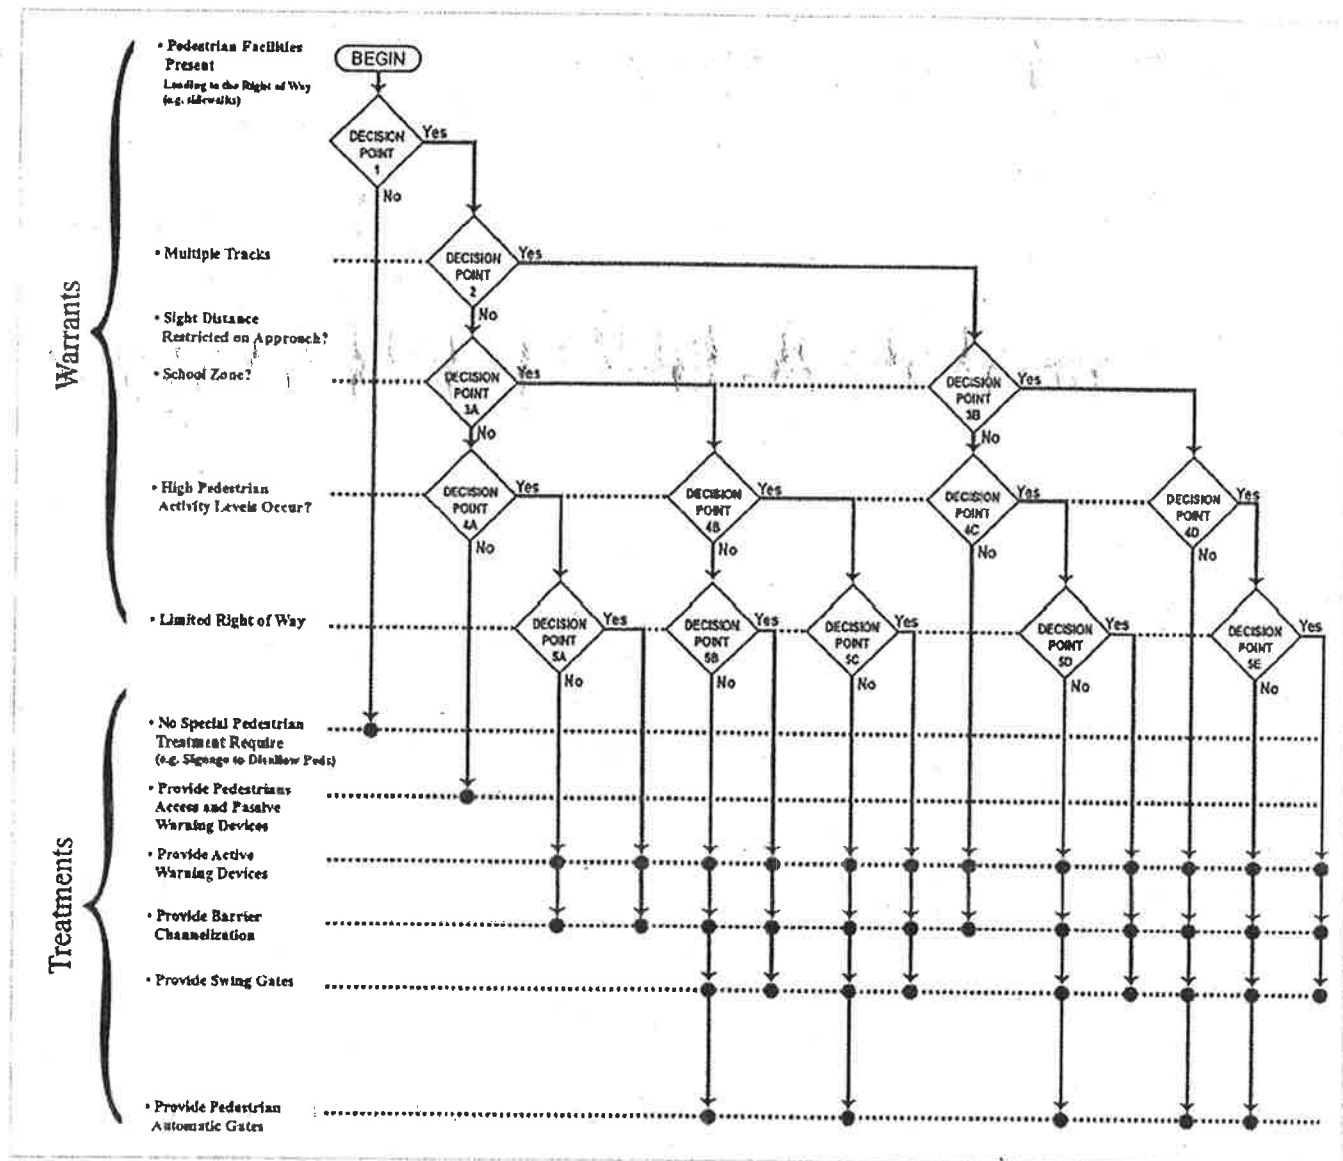 Warrants
• Pedestrian Facilities
Present
Leading to the Right of Way
(e.g. sidewalks)
BEGIN
DECISION
POINT
1
Yes
No
• Multiple Tracks
DECISION
POINT
2
Yes
No
• Sight Distance
Restricted on Approach?
• School Zone?
DECISION
POINT
3A
Yes
No
DECISION
POINT
3B
Yes
No
• High Pedestrian
Activity Levels Occur?
DECISION
POINT
4A
Yes
No
DECISION
POINT
4B
Yes
No
DECISION
POINT
4C
Yes
No
DECISION
POINT
4D
Yes
No
• Limited Right of Way
DECISION
POINT
5A
Yes
No
DECISION
POINT
5B
Yes
No
DECISION
POINT
5C
Yes
No
DECISION
POINT
5D
Yes
No
DECISION
POINT
5E
Yes
No
Treatments
• No Special Pedestrian
Treatment Require
(e.g. Signage to Disallow Peds)
• Provide Pedestrians
Access and Passive
Warning Devices
• Provide Active
Warning Devices
• Provide Barrier
Channelization
• Provide Swing Gates
• Provide Pedestrian
Automatic Gates